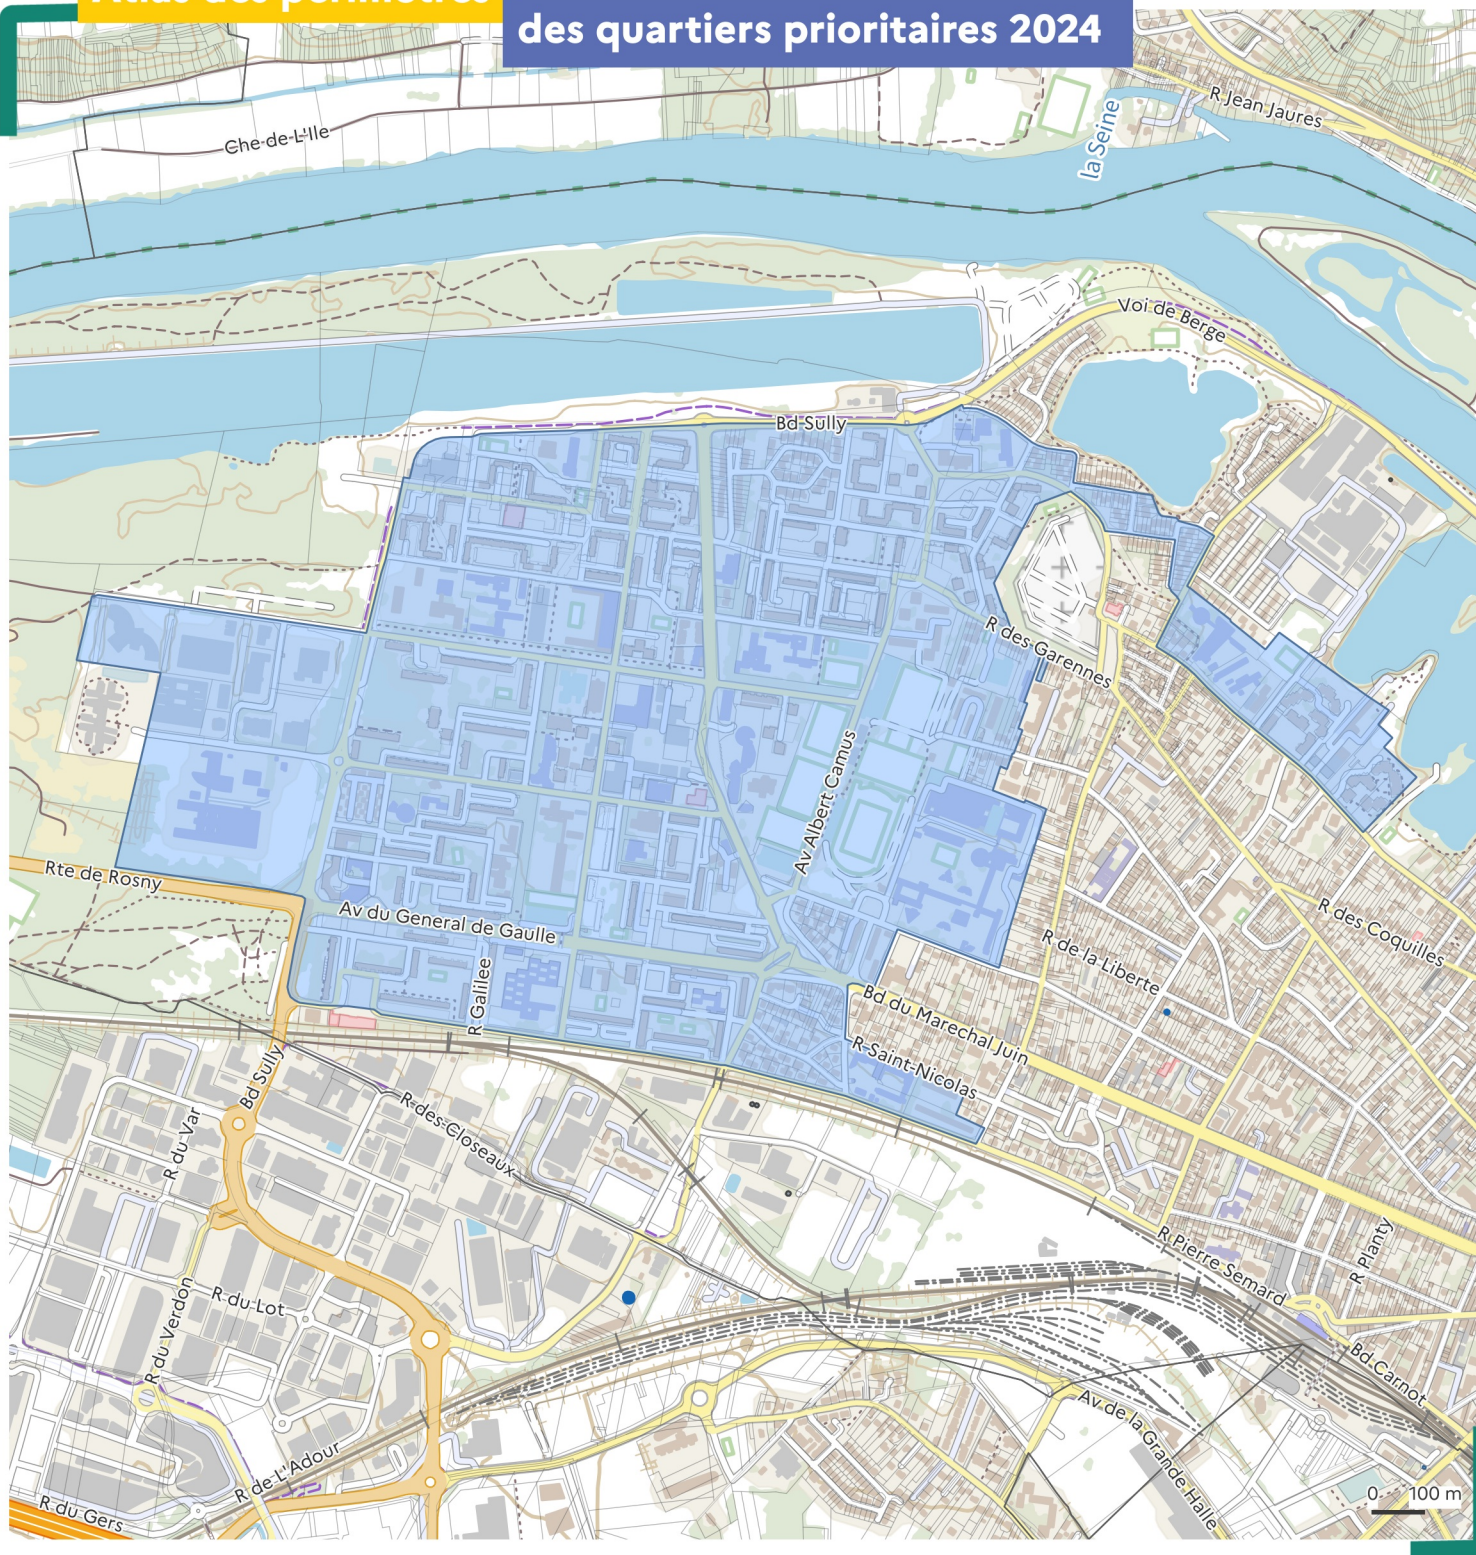 Atlas des périmètres
des quartiers prioritaires 2024
R Jean Jaures
la Seine
Che de L'Ile
Voi de Berge
Bd Sully
R des Garennes
Av Albert Camus
Rte de Rosny
Av du General de Gaulle
R des Coquilles
R de la Liberte
R Galilee
Bd du Marechal Juin
R Saint-Nicolas
Bd Sully
R des Closeaux
R du Var
R Pierre Semard
R Planty
R du Verdon
R du Lot
Bd Carnot
Av de la Grande Halle
R de L'Adour
R du Gers
0 100 m